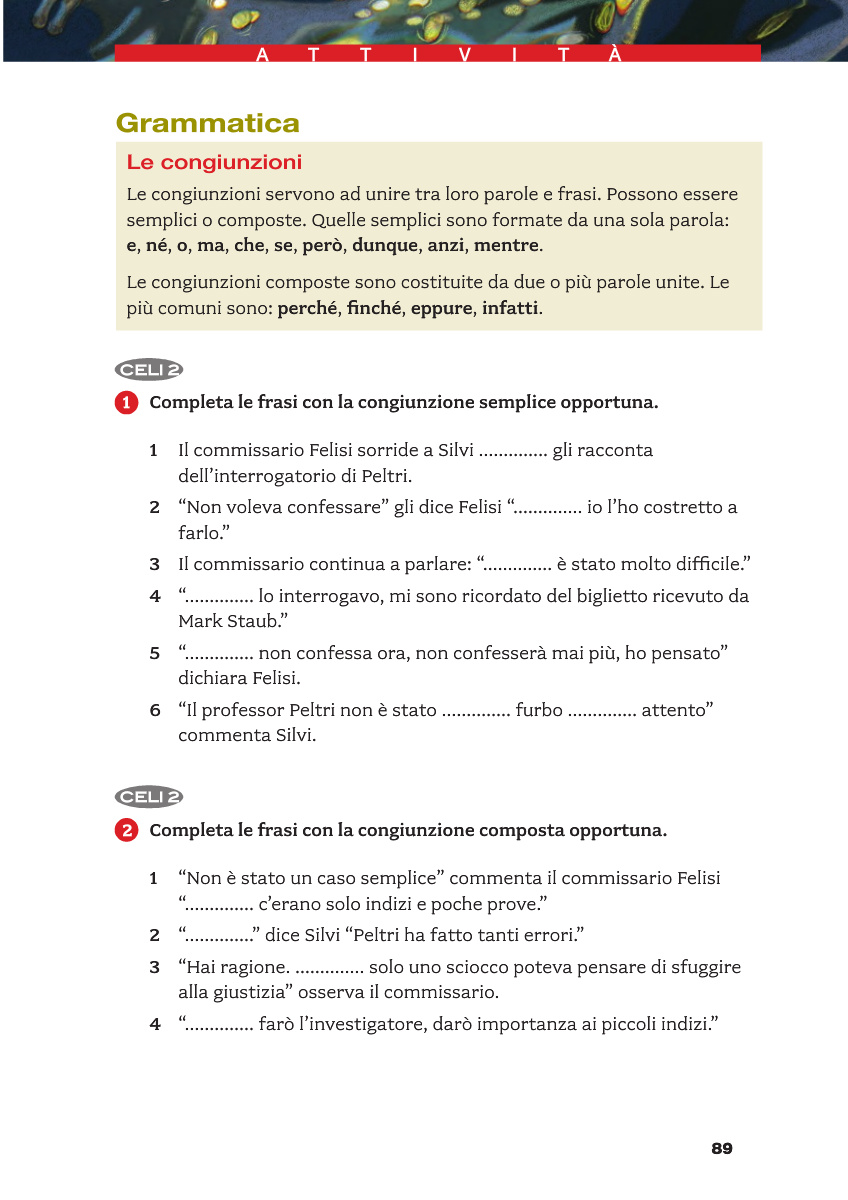 ATTIVITÀ
Grammatica
Le congiunzioni
Le congiunzioni servono ad unire tra loro parole e frasi. Possono essere
semplici o composte. Quelle semplici sono formate da una sola parola:
e, né, o, ma, che, se, però, dunque, anzi, mentre.
Le congiunzioni composte sono costituite da due o più parole unite. Le
più comuni sono: perché, finché, eppure, infatti.
CELI 2
1 Completa le frasi con la congiunzione semplice opportuna.
1 Il commissario Felisi sorride a Silvi .............. gli racconta
dell’interrogatorio di Peltri.
2 “Non voleva confessare” gli dice Felisi “.............. io l’ho costretto a
farlo.”
3 Il commissario continua a parlare: “.............. è stato molto difficile.”
4 “.............. lo interrogavo, mi sono ricordato del biglietto ricevuto da
Mark Staub.”
5 “.............. non confessa ora, non confesserà mai più, ho pensato”
dichiara Felisi.
6 “Il professor Peltri non è stato .............. furbo .............. attento”
commenta Silvi.
CELI 2
2 Completa le frasi con la congiunzione composta opportuna.
1 “Non è stato un caso semplice” commenta il commissario Felisi
“.............. c’erano solo indizi e poche prove.”
2 “..............” dice Silvi “Peltri ha fatto tanti errori.”
3 “Hai ragione. .............. solo uno sciocco poteva pensare di sfuggire
alla giustizia” osserva il commissario.
4 “.............. farò l’investigatore, darò importanza ai piccoli indizi.”
89